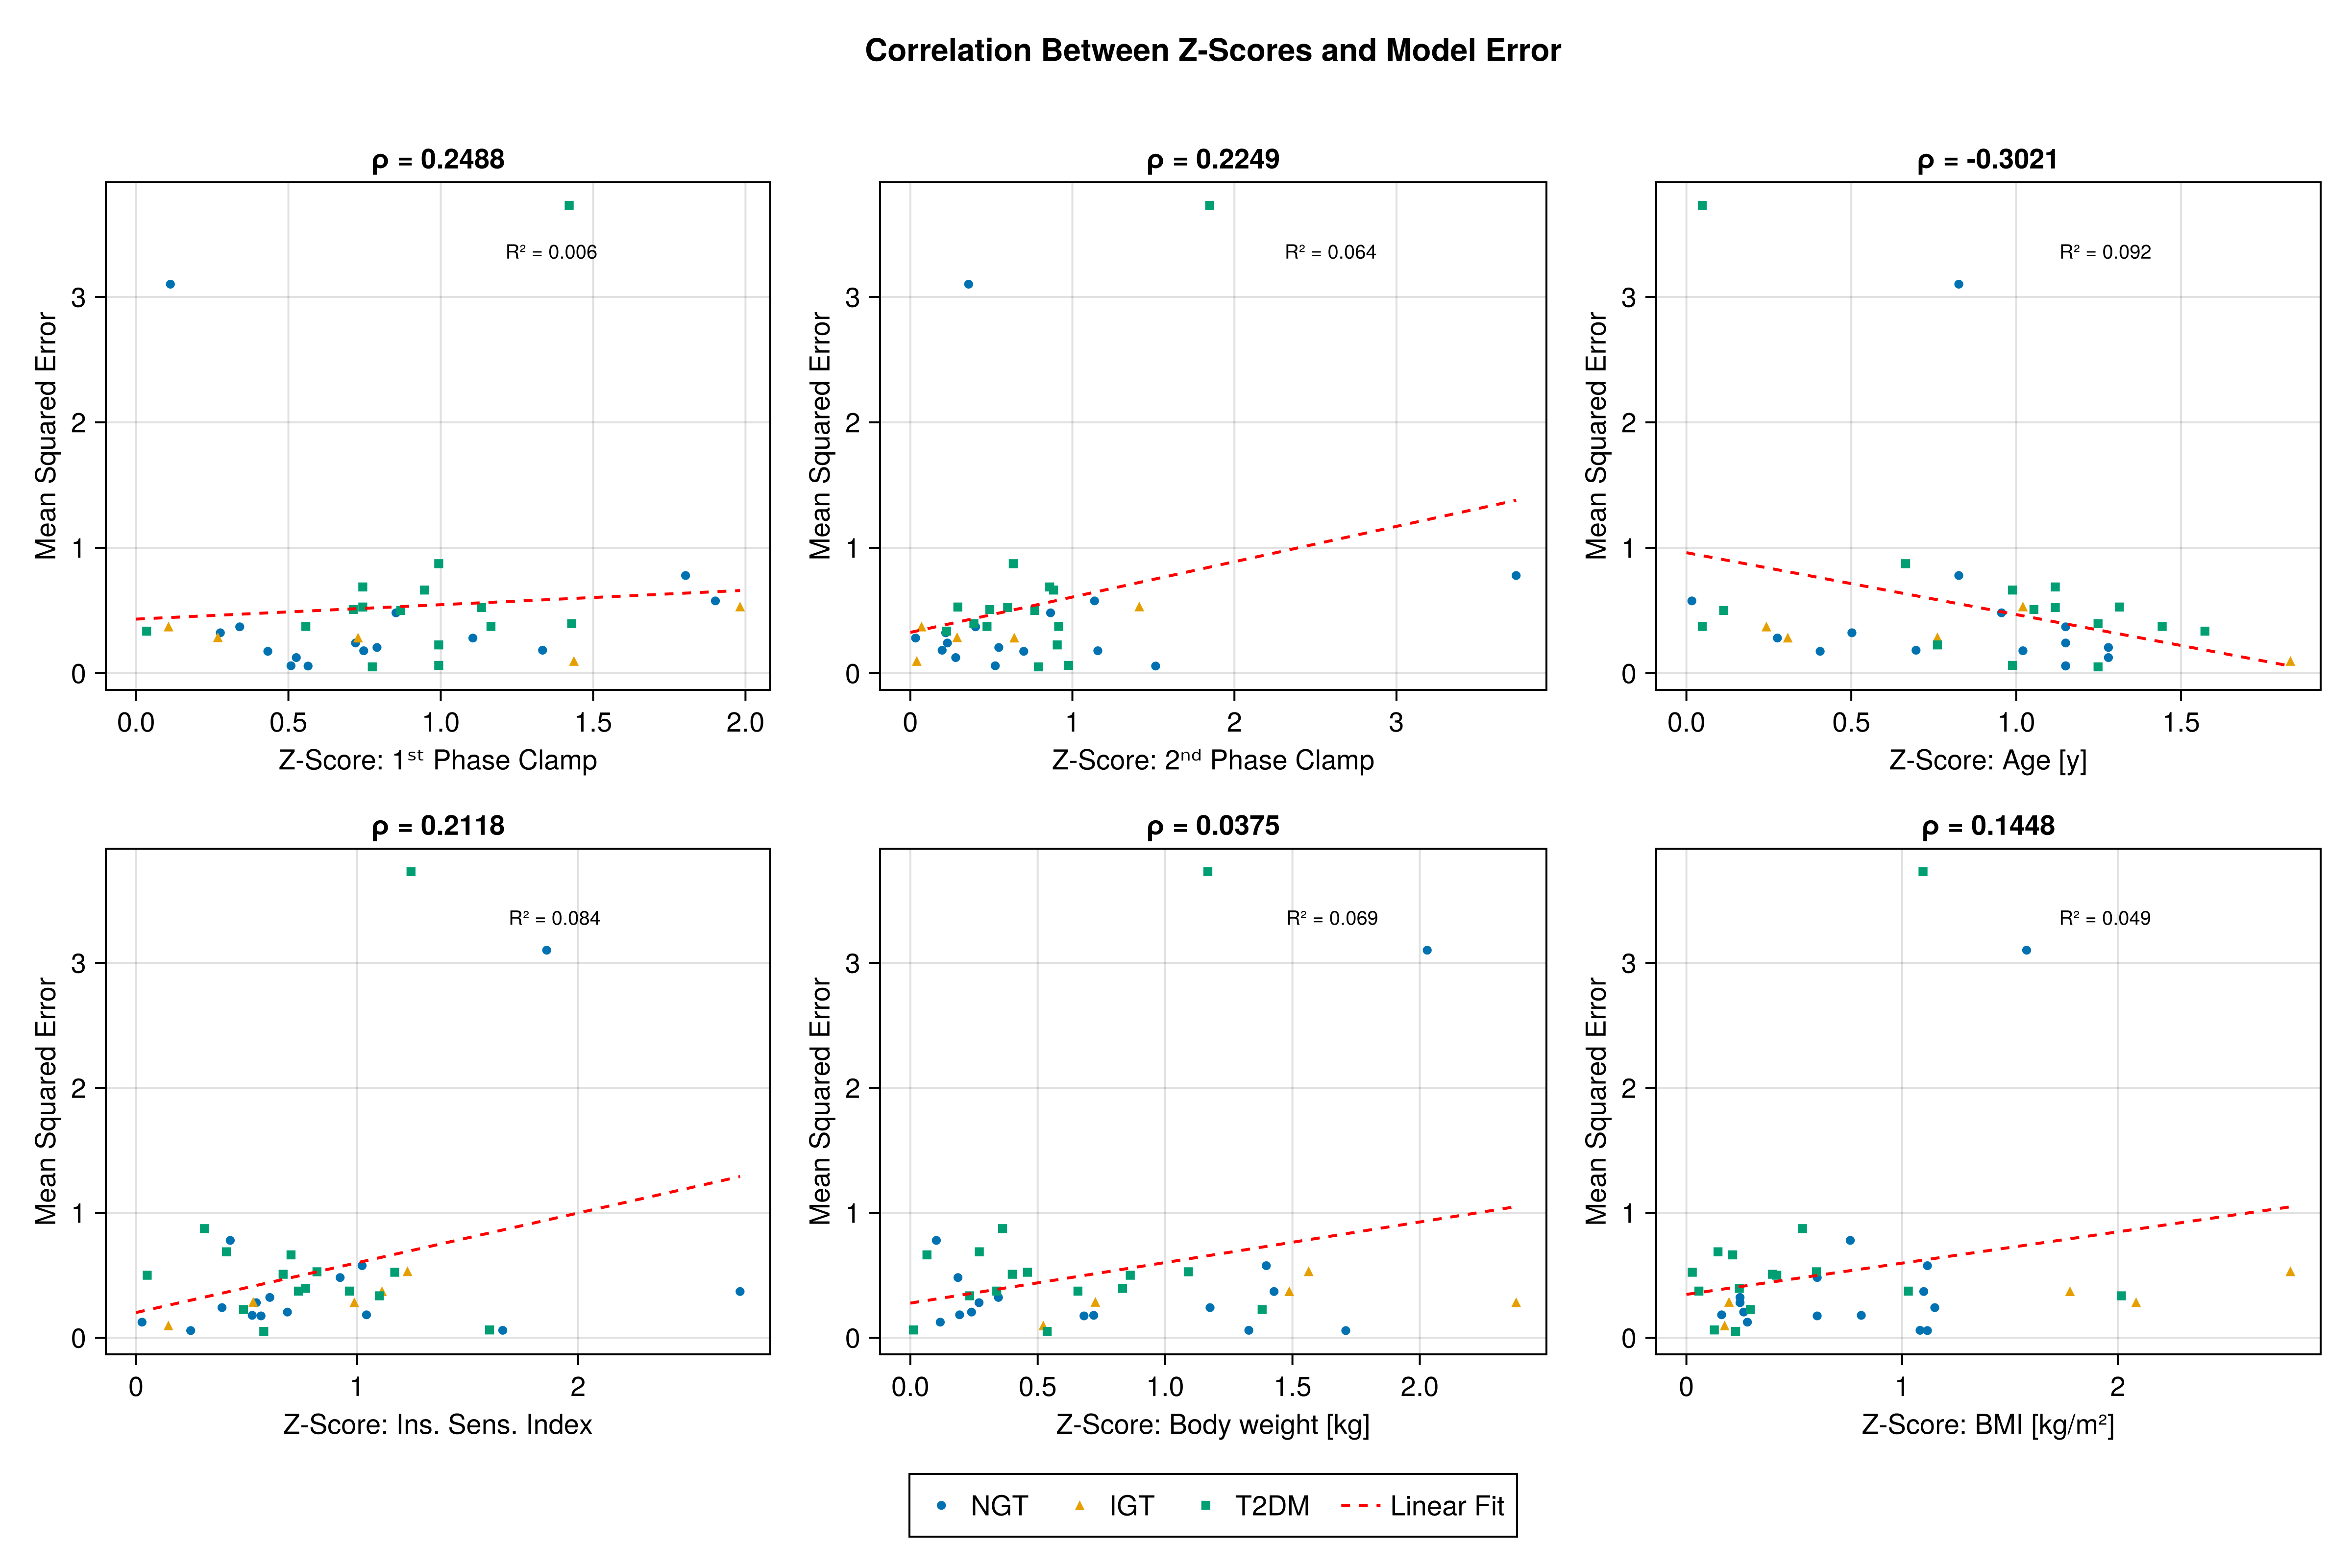 Correlation Between Z-Scores and Model Error
ρ = 0.2488
R² = 0.006
3
2
1
0
Mean Squared Error
0.0 0.5 1.0 1.5 2.0
Z-Score: 1ˢᵗ Phase Clamp
ρ = 0.2249
R² = 0.064
3
2
1
0
Mean Squared Error
0 1 2 3
Z-Score: 2ⁿᵈ Phase Clamp
ρ = -0.3021
R² = 0.092
3
2
1
0
Mean Squared Error
0.0 0.5 1.0 1.5
Z-Score: Age [y]
ρ = 0.2118
R² = 0.084
3
2
1
0
Mean Squared Error
0 1 2
Z-Score: Ins. Sens. Index
ρ = 0.0375
R² = 0.069
3
2
1
0
Mean Squared Error
0.0 0.5 1.0 1.5 2.0
Z-Score: Body weight [kg]
ρ = 0.1448
R² = 0.049
3
2
1
0
Mean Squared Error
0 1 2
Z-Score: BMI [kg/m²]
NGT IGT T2DM Linear Fit